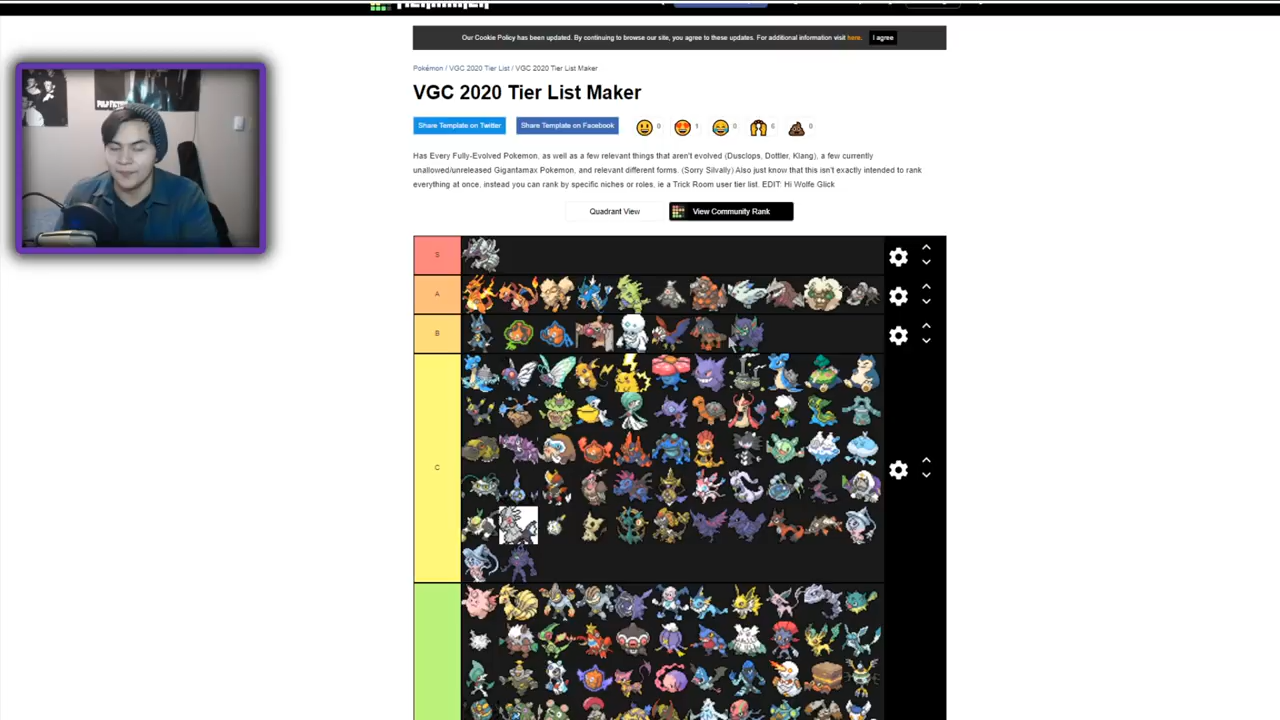 Our Cookie Policy has been updated. By continuing to browse our site, you agree to these updates. For additional information visit here. I agree
Pokémon / VGC 2020 Tier List / VGC 2020 Tier List Maker
VGC 2020 Tier List Maker
Share Template on Twitter Share Template on Facebook 0 1 0 6 0
Has Every Fully-Evolved Pokemon, as well as a few relevant things that aren't evolved (Dusclops, Dottler, Klang), a few currently
unallowed/unreleased Gigantamax Pokemon, and relevant different forms. (Sorry Silvally) Also just know that this isn't exactly intended to rank
everything at once, instead you can rank by specific niches or roles, ie a Trick Room user tier list. EDIT: Hi Wolfe Glick
Quadrant View View Community Rank
S
A
B
C